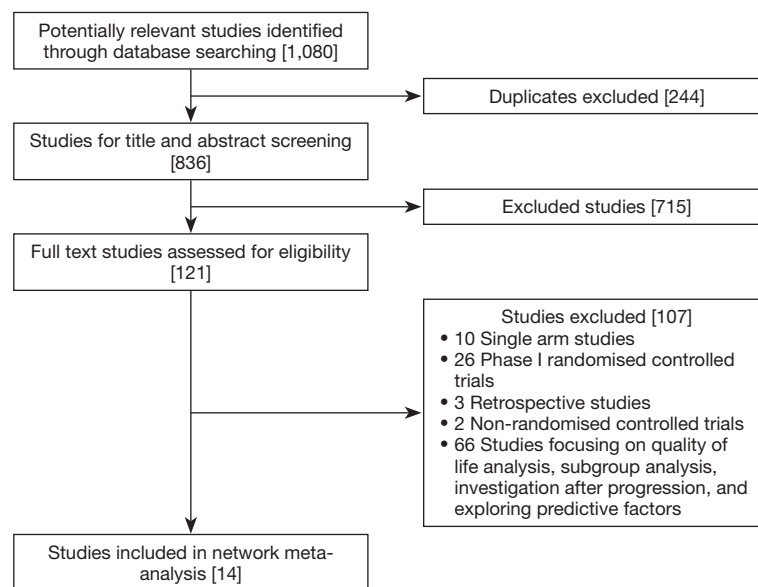 Potentially relevant studies identified
through database searching [1,080]
Duplicates excluded [244]
Studies for title and abstract screening
[836]
Excluded studies [715]
Full text studies assessed for eligibility
[121]
Studies excluded [107]
• 10 Single arm studies
• 26 Phase I randomised controlled
trials
• 3 Retrospective studies
• 2 Non-randomised controlled trials
• 66 Studies focusing on quality of
life analysis, subgroup analysis,
investigation after progression, and
exploring predictive factors
Studies included in network meta-
analysis [14]